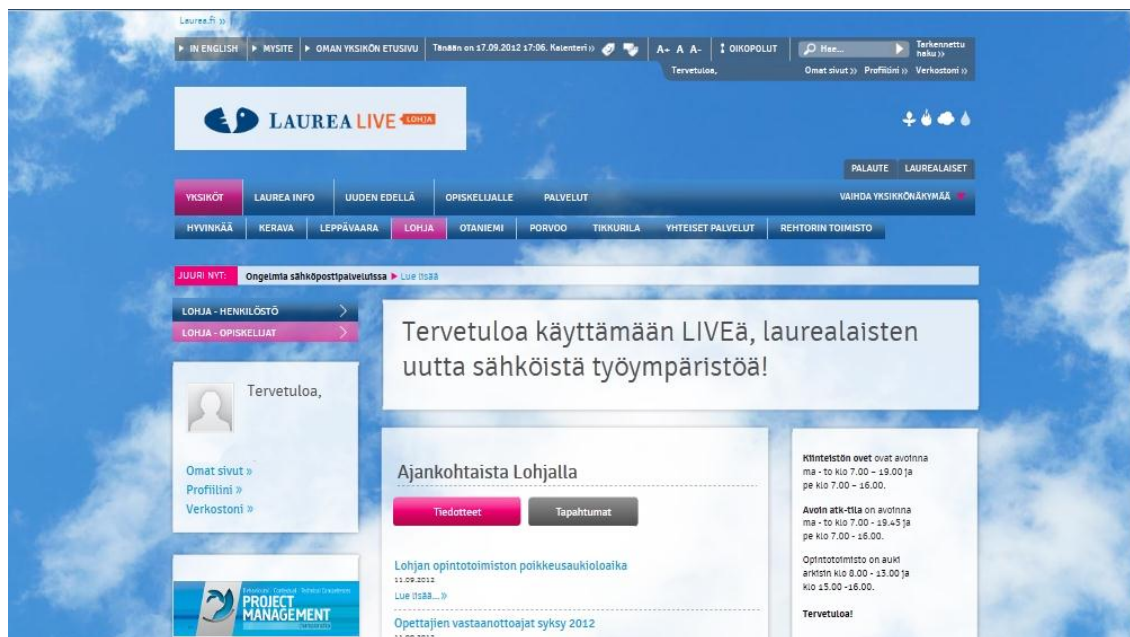 Laurea.fi »
IN ENGLISH MYSITE OMAN YKSIKÖN ETUSIVU Tänään on 17.09.2012 17:06. Kalenteri » A+ A A- OIKOPOLUT Hae... Tarkennettu haku »
Tervetuloa, Omat sivut » Profiilini » Verkostoni »
LAUREA LIVE LOHJA
PALAUTE LAUREALAISET
YKSIKÖT LAUREA INFO UUDEN EDELLÄ OPISKELIJALLE PALVELUT VAIHDA YKSIKKÖNÄKYMÄÄ
HYVINKÄÄ KERAVA LEPPÄVAARA LOHJA OTANIEMI PORVOO TIKKURILA YHTEISET PALVELUT REHTORIN TOIMISTO
JUURI NYT: Ongelmia sähköpostipalveluissa Lue lisää
LOHJA - HENKILÖSTÖ
LOHJA - OPISKELIJAT
Tervetuloa,
Omat sivut »
Profiilini »
Verkostoni »
PROJECT
MANAGEMENT
Tervetuloa käyttämään LIVEä, laurealaisten
uutta sähköistä työympäristöä!
Ajankohtaista Lohjalla
Tiedotteet Tapahtumat
Lohjan opintotoimiston poikkeusaukioloaika
11.09.2012
Lue lisää... »
Opettajien vastaanottoajat syksy 2012
Kiinteistön ovet ovat avoinna
ma - to klo 7.00 – 19.00 ja
pe klo 7.00 – 16.00.
Avoin atk-tila on avoinna
ma - to klo 7.00 - 19.45 ja
pe klo 7.00 - 16.00.
Opintotoimisto on auki
arkisin klo 8.00 - 13.00 ja
klo 15.00 -16.00.
Tervetuloa!